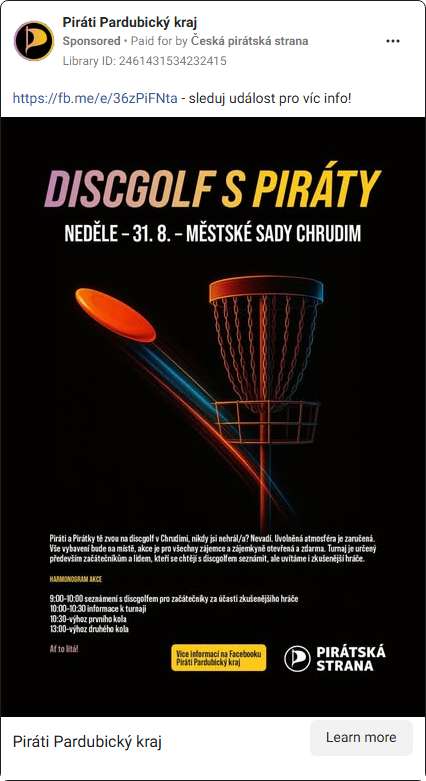 Piráti Pardubický kraj
Sponsored • Paid for by Česká pirátská strana
Library ID: 2461431534232415
https://fb.me/e/36zPiFNta - sleduj událost pro víc info!
DISCGOLF S PIRÁTY
NEDĚLE – 31. 8. – MĚSTSKÉ SADY CHRUDIM
Piráti a Pirátky tě zvou na discgolf v Chrudimi, nikdy jsi nehrál/a? Nevadí. Uvolněná atmosféra je zaručená.
Vše vybavení bude na místě, akce je pro všechny zájemce a zájemkyně otevřená a zdarma. Turnaj je určený
především začátečníkům a lidem, kteří se chtějí s discgolfem seznámit, ale uvítáme i zkušenější hráče.
HARMONOGRAM AKCE
9:00-10:00 seznámení s discgolfem pro začátečníky za účasti zkušenějšího hráče
10:00-10:30 informace k turnaji
10:30-výhoz prvního kola
13:00-výhoz druhého kola
Ať to lítá!
Více informací na Facebooku
Piráti Pardubický kraj
PIRÁTSKÁ
STRANA
Piráti Pardubický kraj
Learn more